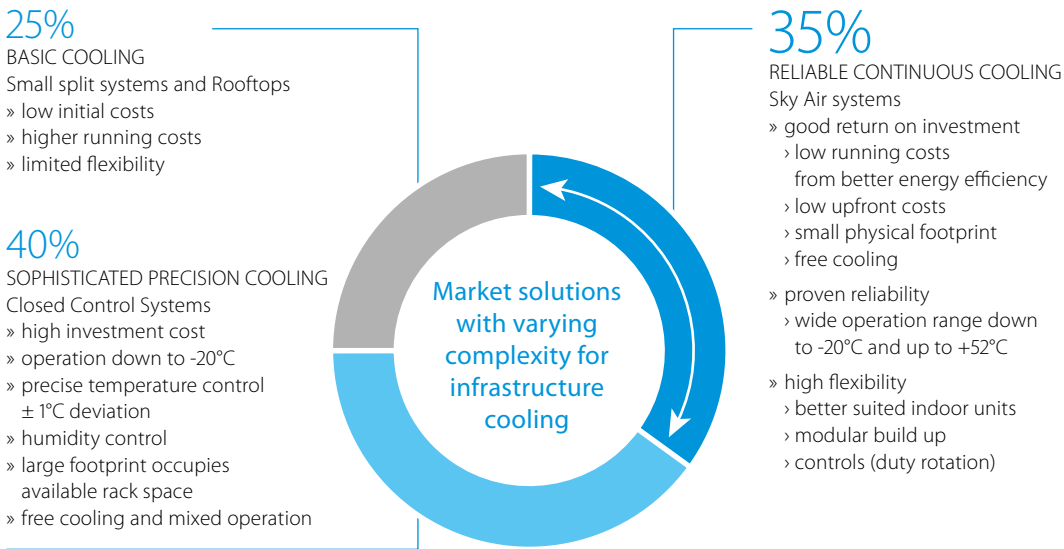 25%
BASIC COOLING
Small split systems and Rooftops
» low initial costs
» higher running costs
» limited flexibility
40%
SOPHISTICATED PRECISION COOLING
Closed Control Systems
» high investment cost
» operation down to -20°C
» precise temperature control
± 1°C deviation
» humidity control
» large footprint occupies
available rack space
» free cooling and mixed operation
Market solutions
with varying
complexity for
infrastructure
cooling
35%
RELIABLE CONTINUOUS COOLING
Sky Air systems
» good return on investment
› low running costs
from better energy efficiency
› low upfront costs
› small physical footprint
› free cooling
» proven reliability
› wide operation range down
to -20°C and up to +52°C
» high flexibility
› better suited indoor units
› modular build up
› controls (duty rotation)